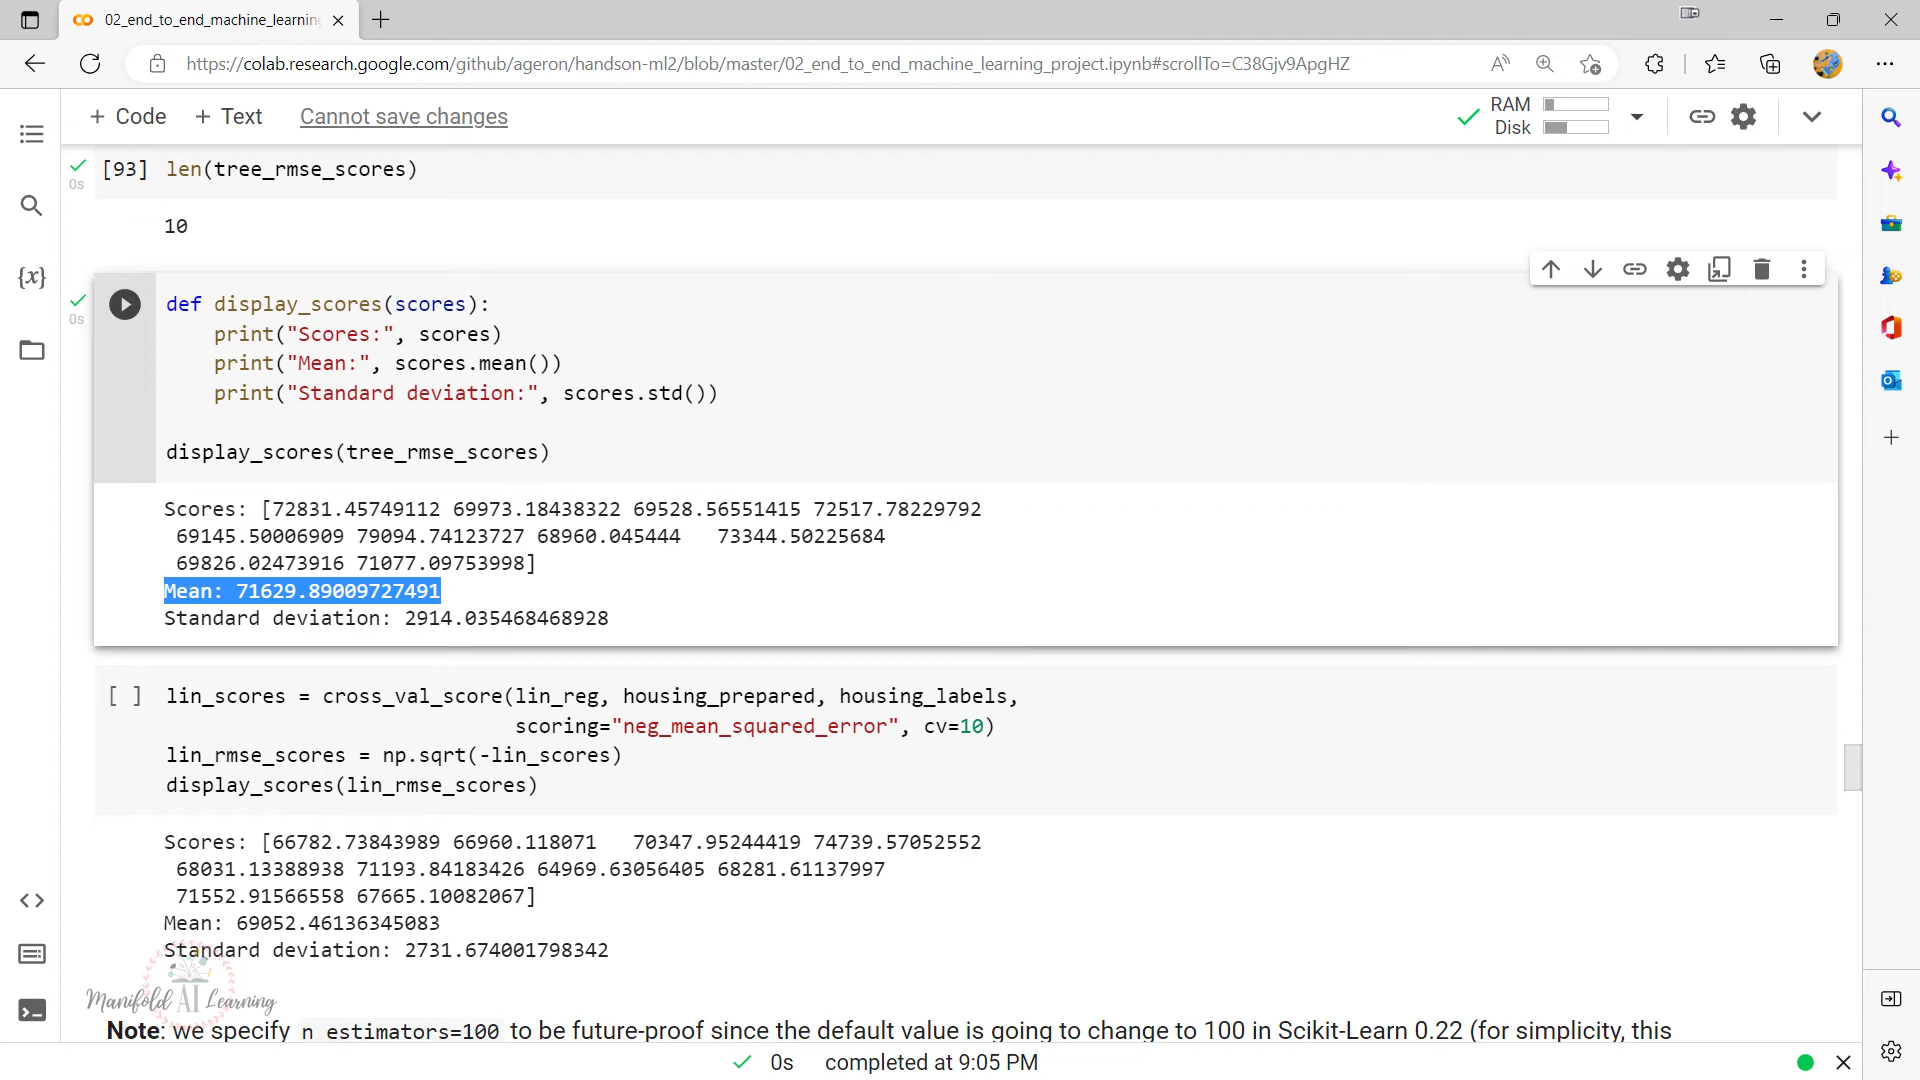 02_end_to_end_machine_learning
https://colab.research.google.com/github/ageron/handson-ml2/blob/master/02_end_to_end_machine_learning_project.ipynb#scrollTo=C38Gjv9ApgHZ
+ Code + Text Cannot save changes
RAM
Disk
[93] len(tree_rmse_scores)
0s
10
0s
def display_scores(scores):
    print("Scores:", scores)
    print("Mean:", scores.mean())
    print("Standard deviation:", scores.std())
display_scores(tree_rmse_scores)
Scores: [72831.45749112 69973.18438322 69528.56551415 72517.78229792
 69145.50006909 79094.74123727 68960.045444   73344.50225684
 69826.02473916 71077.09753998]
Mean: 71629.89009727491
Standard deviation: 2914.035468468928
[ ] lin_scores = cross_val_score(lin_reg, housing_prepared, housing_labels,
                             scoring="neg_mean_squared_error", cv=10)
lin_rmse_scores = np.sqrt(-lin_scores)
display_scores(lin_rmse_scores)
Scores: [66782.73843989 66960.118071   70347.95244419 74739.57052552
 68031.13388938 71193.84183426 64969.63056405 68281.61137997
 71552.91566558 67665.10082067]
Mean: 69052.46136345083
Standard deviation: 2731.674001798342
Manifold AI Learning
Note: we specify n_estimators=100 to be future-proof since the default value is going to change to 100 in Scikit-Learn 0.22 (for simplicity, this
0s completed at 9:05 PM